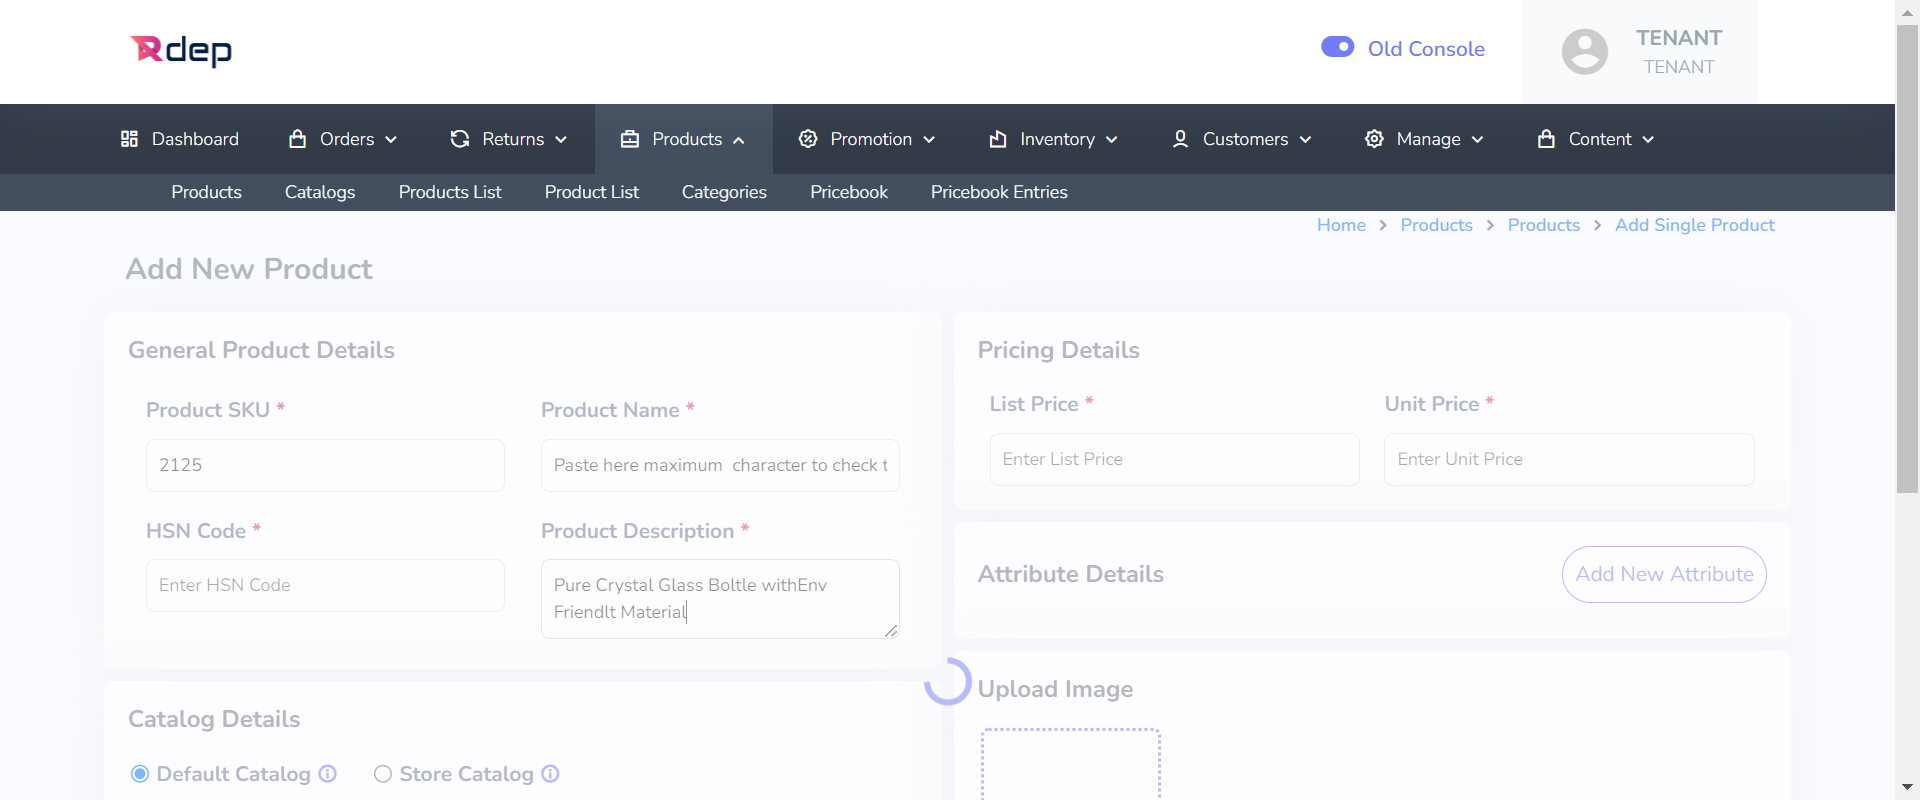 Rdep
Old Console
TENANT
TENANT
Dashboard Orders Returns Products Promotion Inventory Customers Manage Content
Products Catalogs Products List Product List Categories Pricebook Pricebook Entries
Home > Products > Products > Add Single Product
Add New Product
General Product Details
Product SKU *
Product Name *
2125
Paste here maximum  character to check t
HSN Code *
Product Description *
Enter HSN Code
Pure Crystal Glass Boltle withEnv
Friendlt Material
Catalog Details
Default Catalog
Store Catalog
Pricing Details
List Price *
Unit Price *
Enter List Price
Enter Unit Price
Attribute Details
Add New Attribute
Upload Image